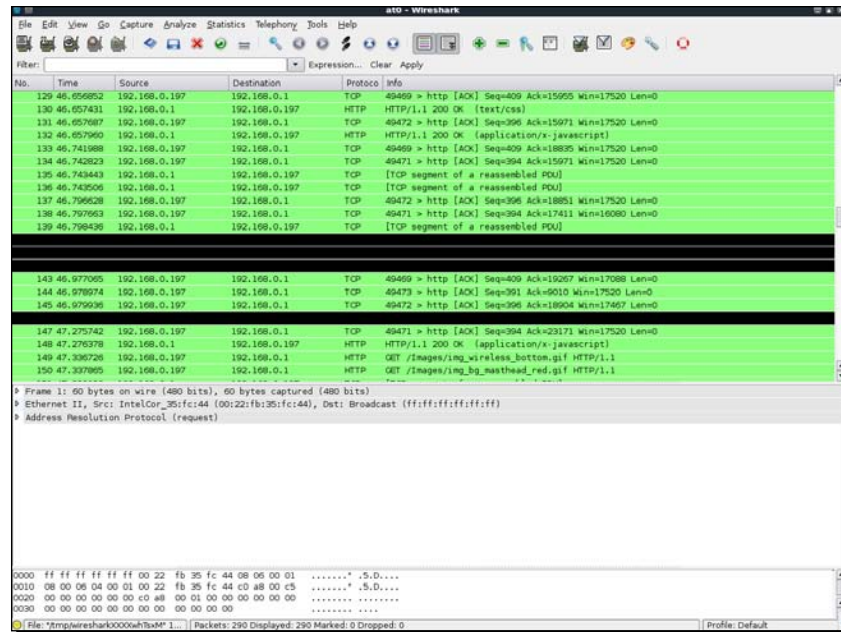 at0 - Wireshark
File Edit View Go Capture Analyze Statistics Telephony Tools Help
Filter: Expression... Clear Apply
No. Time Source Destination Protoco Info
129 46.656852 192.168.0.197 192.168.0.1 TCP 49469 > http [ACK] Seq=409 Ack=15955 Win=17520 Len=0
130 46.657431 192.168.0.1 192.168.0.197 HTTP HTTP/1.1 200 OK (text/css)
131 46.657687 192.168.0.197 192.168.0.1 TCP 49472 > http [ACK] Seq=396 Ack=15971 Win=17520 Len=0
132 46.657960 192.168.0.1 192.168.0.197 HTTP HTTP/1.1 200 OK (application/x-javascript)
133 46.741988 192.168.0.197 192.168.0.1 TCP 49469 > http [ACK] Seq=409 Ack=18835 Win=17520 Len=0
134 46.742823 192.168.0.197 192.168.0.1 TCP 49471 > http [ACK] Seq=394 Ack=15971 Win=17520 Len=0
135 46.743443 192.168.0.1 192.168.0.197 TCP [TCP segment of a reassembled PDU]
136 46.743506 192.168.0.1 192.168.0.197 TCP [TCP segment of a reassembled PDU]
137 46.796628 192.168.0.197 192.168.0.1 TCP 49472 > http [ACK] Seq=396 Ack=18851 Win=17520 Len=0
138 46.797663 192.168.0.197 192.168.0.1 TCP 49471 > http [ACK] Seq=394 Ack=17411 Win=16080 Len=0
139 46.798436 192.168.0.1 192.168.0.197 TCP [TCP segment of a reassembled PDU]
143 46.977065 192.168.0.197 192.168.0.1 TCP 49469 > http [ACK] Seq=409 Ack=19267 Win=17088 Len=0
144 46.978974 192.168.0.197 192.168.0.1 TCP 49473 > http [ACK] Seq=391 Ack=9010 Win=17520 Len=0
145 46.979936 192.168.0.197 192.168.0.1 TCP 49472 > http [ACK] Seq=396 Ack=18904 Win=17467 Len=0
147 47.275742 192.168.0.197 192.168.0.1 TCP 49471 > http [ACK] Seq=394 Ack=23171 Win=17520 Len=0
148 47.276378 192.168.0.1 192.168.0.197 HTTP HTTP/1.1 200 OK (application/x-javascript)
149 47.336726 192.168.0.197 192.168.0.1 HTTP GET /Images/img_wireless_bottom.gif HTTP/1.1
150 47.337865 192.168.0.197 192.168.0.1 HTTP GET /Images/img_bg_masthead_red.gif HTTP/1.1
Frame 1: 60 bytes on wire (480 bits), 60 bytes captured (480 bits)
Ethernet II, Src: IntelCor_35:fc:44 (00:22:fb:35:fc:44), Dst: Broadcast (ff:ff:ff:ff:ff:ff)
Address Resolution Protocol (request)
0000 ff ff ff ff ff ff 00 22 fb 35 fc 44 08 06 00 01 ......." .5.D....
0010 08 00 06 04 00 01 00 22 fb 35 fc 44 c0 a8 00 c5 ......." .5.D....
0020 00 00 00 00 00 00 c0 a8 00 01 00 00 00 00 00 00 ........ ........
0030 00 00 00 00 00 00 00 00 00 00 00 00 ........ ....
File: "/tmp/wiresharkXXXXwhTsxM" 1... Packets: 290 Displayed: 290 Marked: 0 Dropped: 0 Profile: Default